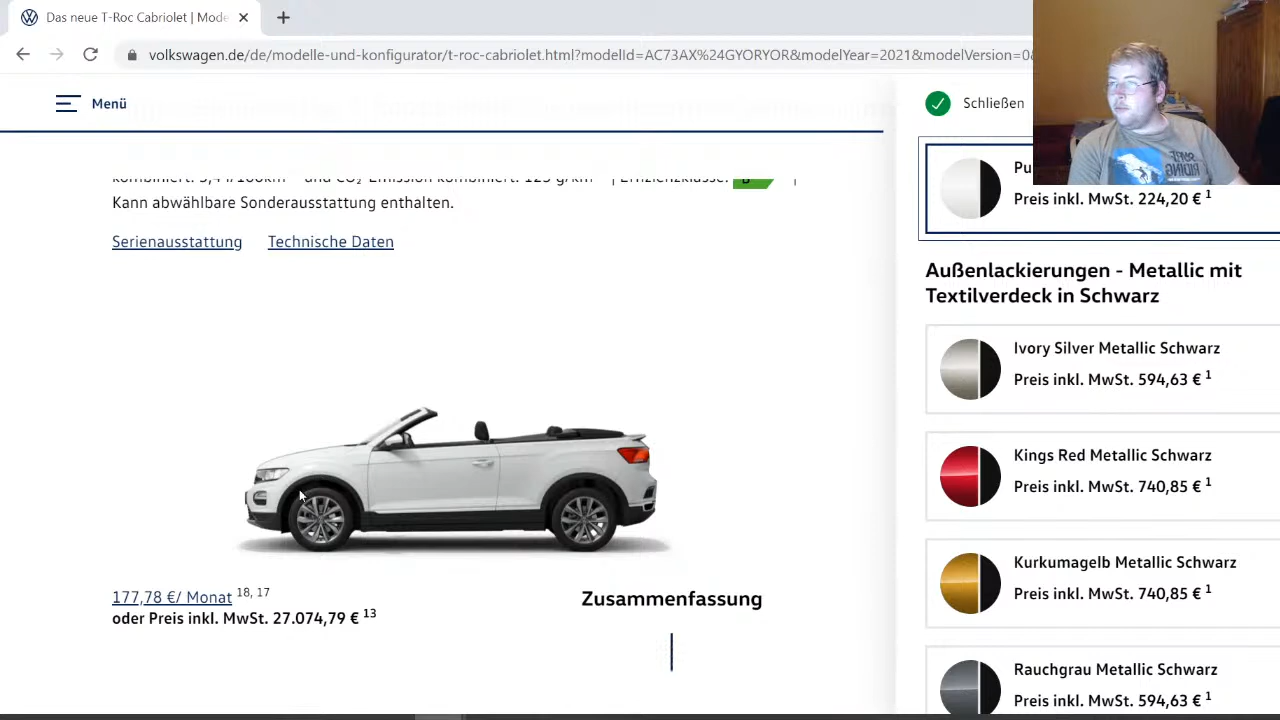 Das neue T-Roc Cabriolet | Mode
volkswagen.de/de/modelle-und-konfigurator/t-roc-cabriolet.html?modelId=AC73AX%24GYORYOR&modelYear=2021&modelVersion=0&
Menü
Schließen
Kann abwählbare Sonderausstattung enthalten.
Serienausstattung
Technische Daten
177,78 €/ Monat 18, 17
oder Preis inkl. MwSt. 27.074,79 € 13
Zusammenfassung
Preis inkl. MwSt. 224,20 € 1
Außenlackierungen - Metallic mit
Textilverdeck in Schwarz
Ivory Silver Metallic Schwarz
Preis inkl. MwSt. 594,63 € 1
Kings Red Metallic Schwarz
Preis inkl. MwSt. 740,85 € 1
Kurkumagelb Metallic Schwarz
Preis inkl. MwSt. 740,85 € 1
Rauchgrau Metallic Schwarz
Preis inkl. MwSt. 594,63 € 1